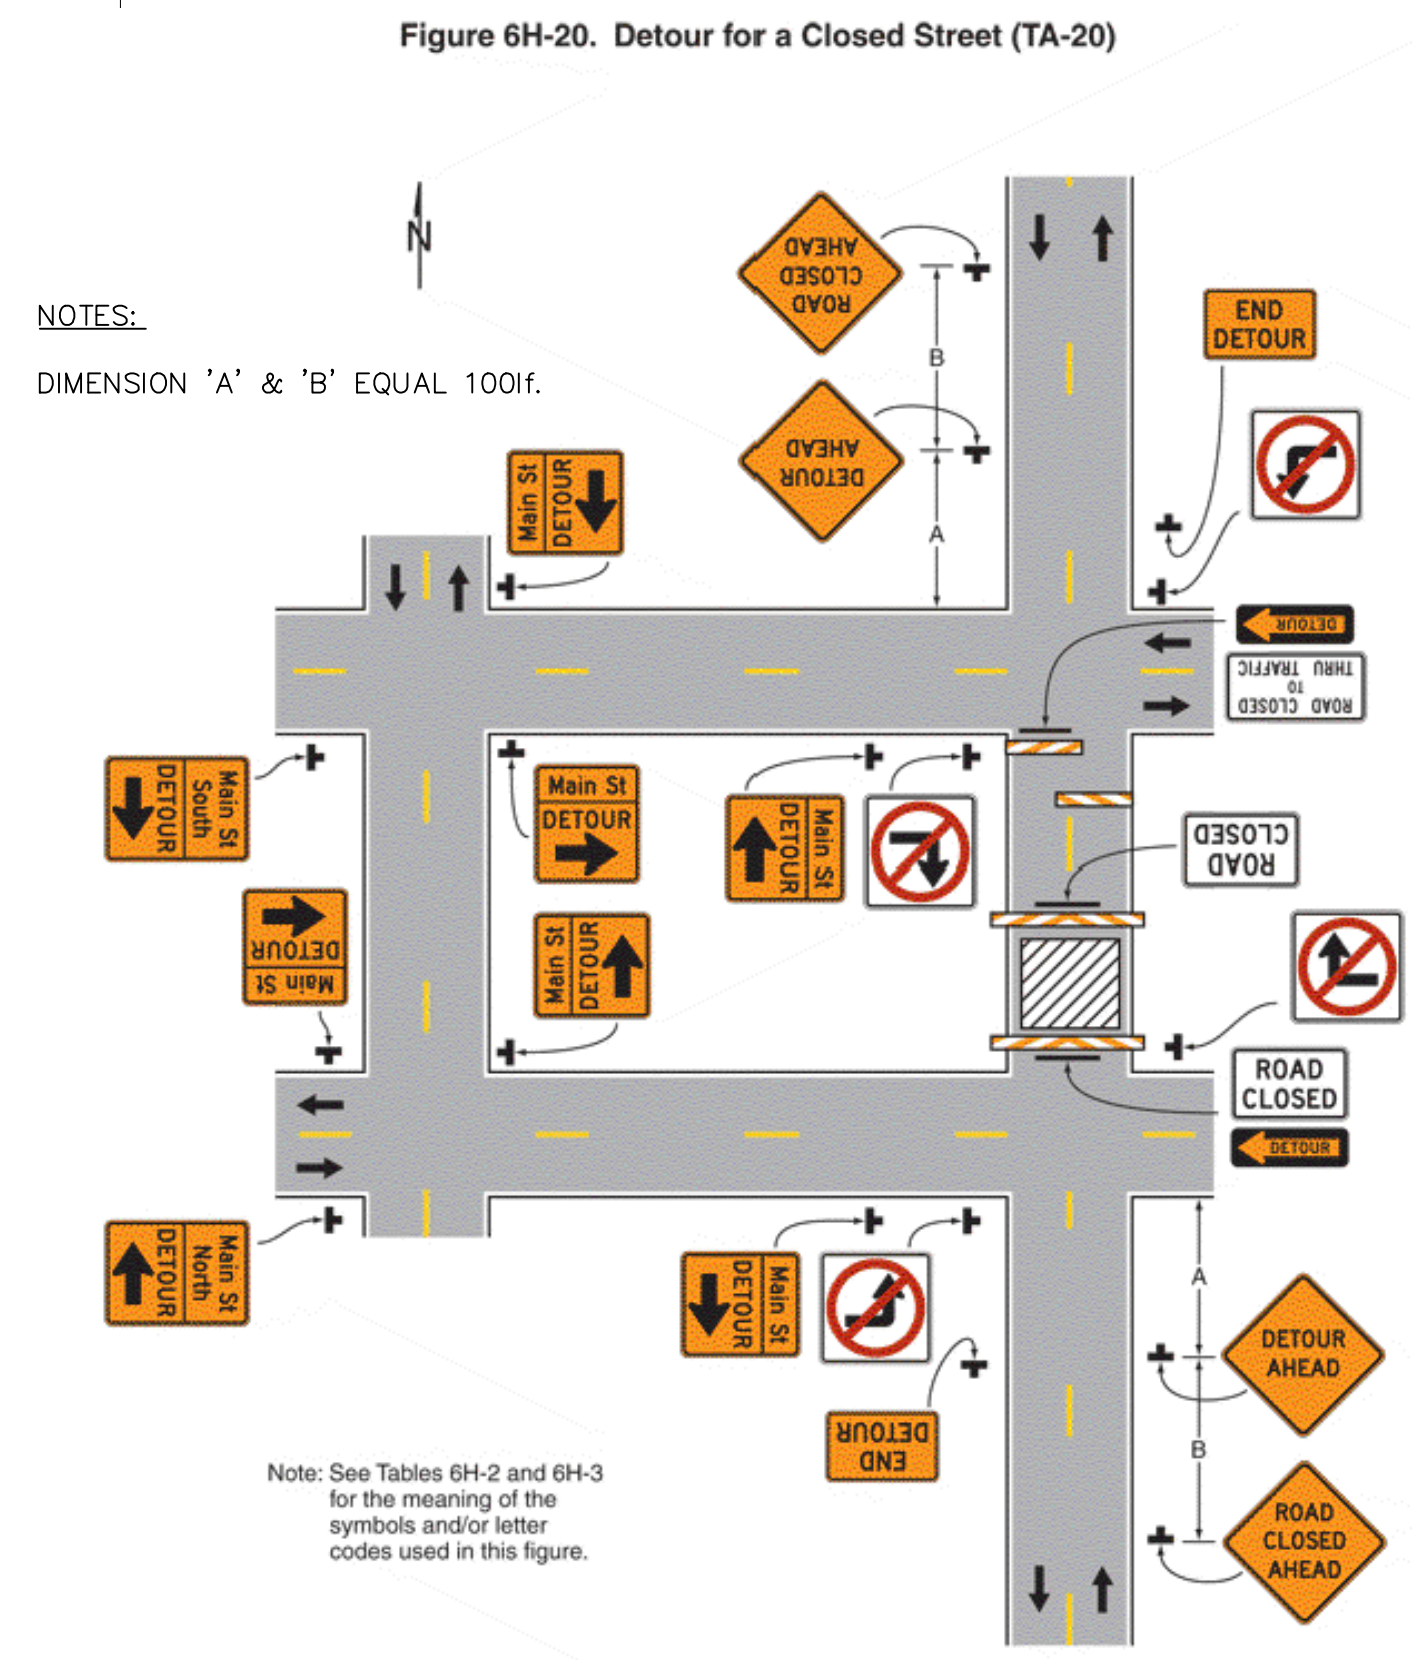 Figure 6H-20. Detour for a Closed Street (TA-20)
N
ROAD
CLOSED
AHEAD
B
END
DETOUR
NOTES:
DIMENSION 'A' & 'B' EQUAL 100lf.
DETOUR
AHEAD
A
Main St
DETOUR
DETOUR
ROAD CLOSED
TO
THRU TRAFFIC
Main St
South
DETOUR
Main St
DETOUR
Main St
DETOUR
ROAD
CLOSED
Main St
DETOUR
Main St
DETOUR
ROAD
CLOSED
DETOUR
Main St
North
DETOUR
Main St
DETOUR
A
DETOUR
AHEAD
END
DETOUR
B
Note: See Tables 6H-2 and 6H-3
for the meaning of the
symbols and/or letter
codes used in this figure.
ROAD
CLOSED
AHEAD